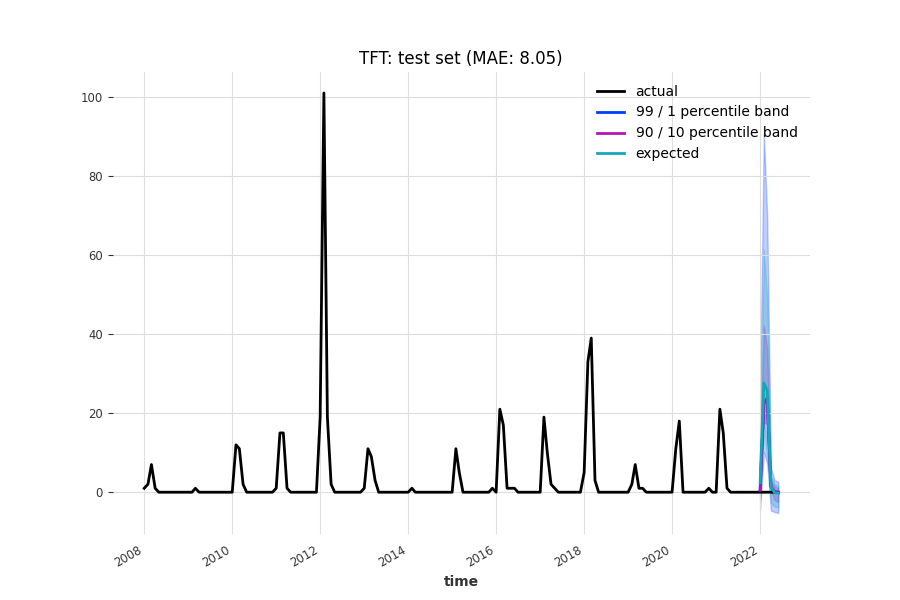 TFT: test set (MAE: 8.05)
actual
99 / 1 percentile band
90 / 10 percentile band
expected
100
80
60
40
20
0
2008
2010
2012
2014
2016
2018
2020
2022
time